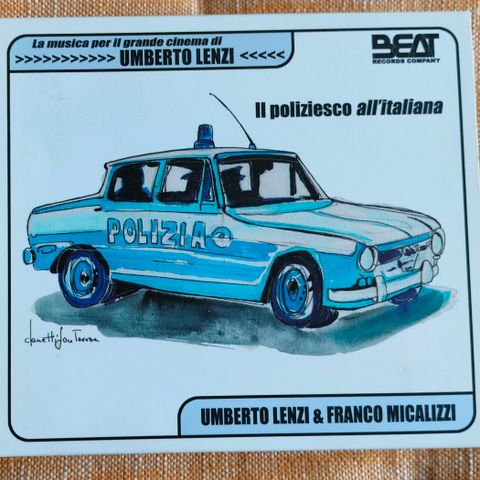 La musica per il grande cinema di
>>>>>>>>>>> UMBERTO LENZI <<<<<
BEAT
RECORDS COMPANY
Il poliziesco all'italiana
POLIZIA
UMBERTO LENZI & FRANCO MICALIZZI